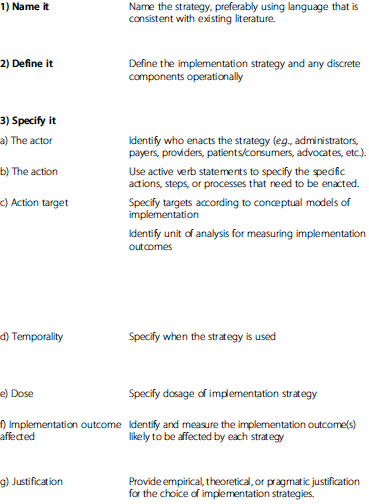 1) Name it Name the strategy, preferably using language that is
consistent with existing literature.
2) Define it Define the implementation strategy and any discrete
components operationally
3) Specify it
a) The actor Identify who enacts the strategy (e.g., administrators,
payers, providers, patients/consumers, advocates, etc.).
b) The action Use active verb statements to specify the specific
actions, steps, or processes that need to be enacted.
c) Action target Specify targets according to conceptual models of
implementation
Identify unit of analysis for measuring implementation
outcomes
d) Temporality Specify when the strategy is used
e) Dose Specify dosage of implementation strategy
f) Implementation outcome Identify and measure the implementation outcome(s)
affected likely to be affected by each strategy
g) Justification Provide empirical, theoretical, or pragmatic justification
for the choice of implementation strategies.